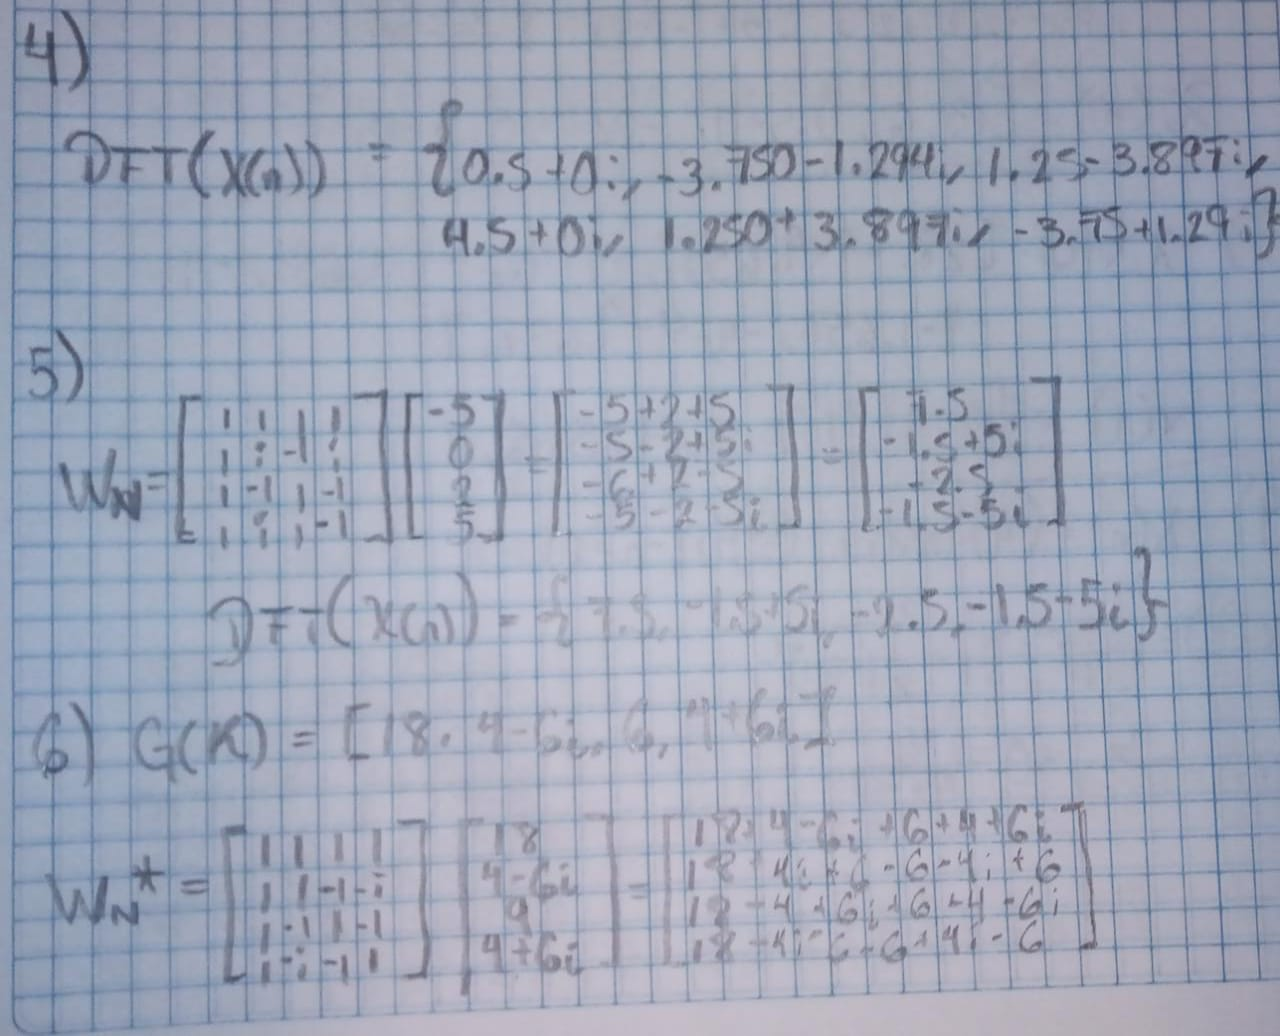 4)
DFT(X(n)) = {0.5+0i, -3.750-1.294i, 1.25-3.897i,
4.5+0i, 1.250+3.897i, -3.75+1.29i}
5)
W_N = [1 1 1 1] [-5] = [-5+2+5] = [7.5]
[1 i -1 i] [0] [-5-2+5i] [-1.5+5i]
[1 -1 1 -1] [2] [-6+2-5] [-2.5]
[1 i 1 -1] [5] [-5-2-5i] [-1.5-5i]
DFT(X(n)) = {7.5, -1.5+5i, -2.5, -1.5-5i}
6) G(K) = [18. 4-6i, 6, 4+6i]
W_N* = [1 1 1 1] [18] = [18+4-6i+6+4+6i]
[1 1 -1 -i] [4-6i] [18+4i+6-6-4i+6]
[1 -1 1 -1] [9] [18-4+6i+6-4-6i]
[1 -i -1 1] [4+6i] [18-4i-6-6+4i-6]